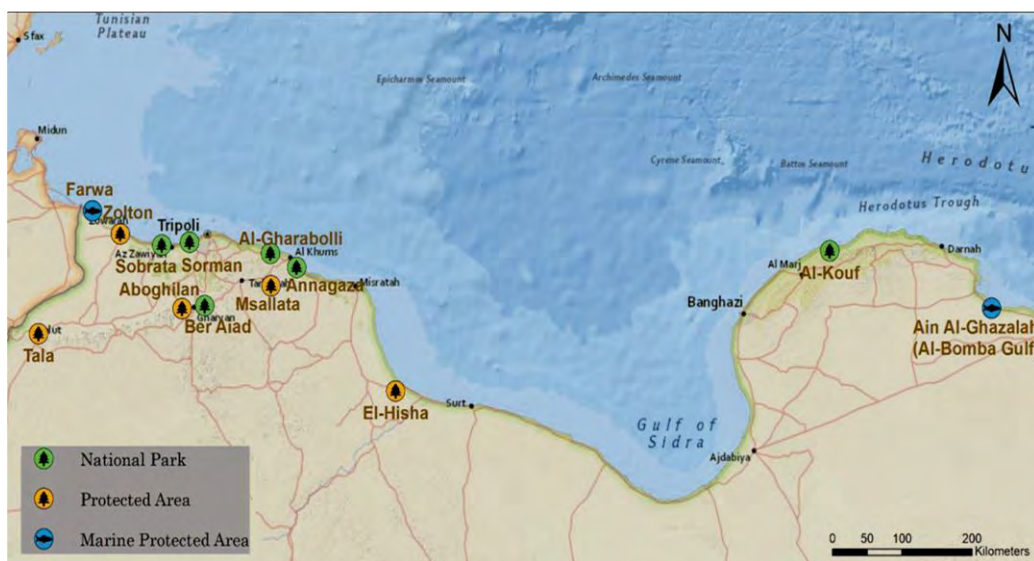 Tunisian
Plateau
Sfax
N
Epicharmos Seamount
Archimedes Seamount
Midun
Cyrene Seamount
Battos Seamount
Herodotu
Farwa
Zolton
Tripoli
Herodotus Trough
Al-Gharabolli
Al Khums
Darnah
Az Zawiyah
Sobrata
Sorman
Annagaza
Al-Kouf
Al Marj
Aboghilan
Msallata
Misratah
Banghazi
Ber Aiad
Gharyan
Ain Al-Ghazalah
(Al-Bomba Gulf
Tala
El-Hisha
Surt
Gulf of
Sidra
Ajdabiya
National Park
Protected Area
Marine Protected Area
0 50 100 200
Kilometers